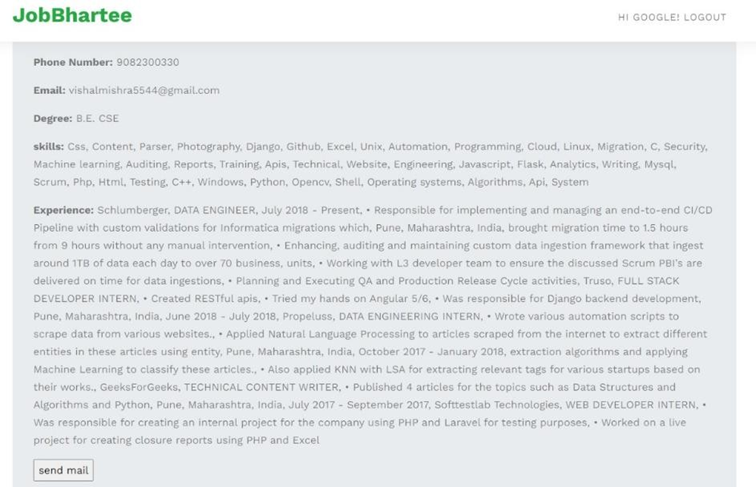 JobBhartee
HI GOOGLE! LOGOUT
Phone Number: 9082300330
Email: vishalmishra5544@gmail.com
Degree: B.E. CSE
skills: Css, Content, Parser, Photography, Django, Github, Excel, Unix, Automation, Programming, Cloud, Linux, Migration, C, Security,
Machine learning, Auditing, Reports, Training, Apis, Technical, Website, Engineering, Javascript, Flask, Analytics, Writing, Mysql,
Scrum, Php, Html, Testing, C++, Windows, Python, Opencv, Shell, Operating systems, Algorithms, Api, System
Experience: Schlumberger, DATA ENGINEER, July 2018 - Present, • Responsible for implementing and managing an end-to-end CI/CD
Pipeline with custom validations for Informatica migrations which, Pune, Maharashtra, India, brought migration time to 1.5 hours
from 9 hours without any manual intervention, • Enhancing, auditing and maintaining custom data ingestion framework that ingest
around 1TB of data each day to over 70 business, units, • Working with L3 developer team to ensure the discussed Scrum PBI's are
delivered on time for data ingestions, • Planning and Executing QA and Production Release Cycle activities, Truso, FULL STACK
DEVELOPER INTERN, • Created RESTful apis, • Tried my hands on Angular 5/6, • Was responsible for Django backend development,
Pune, Maharashtra, India, June 2018 - July 2018, Propeluss, DATA ENGINEERING INTERN, • Wrote various automation scripts to
scrape data from various websites., • Applied Natural Language Processing to articles scraped from the internet to extract different
entities in these articles using entity, Pune, Maharashtra, India, October 2017 - January 2018, extraction algorithms and applying
Machine Learning to classify these articles., • Also applied KNN with LSA for extracting relevant tags for various startups based on
their works., GeeksForGeeks, TECHNICAL CONTENT WRITER, • Published 4 articles for the topics such as Data Structures and
Algorithms and Python, Pune, Maharashtra, India, July 2017 - September 2017, Softtestlab Technologies, WEB DEVELOPER INTERN, •
Was responsible for creating an internal project for the company using PHP and Laravel for testing purposes, • Worked on a live
project for creating closure reports using PHP and Excel
send mail